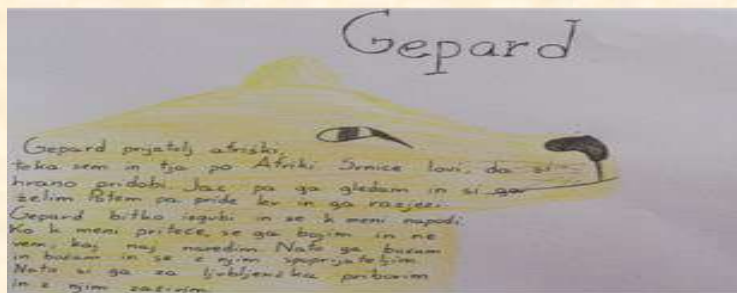 Gepard
Gepard prijatelj afriški,
teka sem in tja po Afriki Srnice lovi, da si
hrano pridobi. Jaz pa ga gledam in si ga
želim Potem pa pride lev in ga razjezi.
Gepard bitko izgubi in se k meni napodi.
Ko k meni priteče, se ga bojim in ne
vem, kaj naj naredim. Nato ga božam
in božam in se z njim spoprijateljim.
Nato si ga za ljubljenčka priborim
in z njim zaživim.